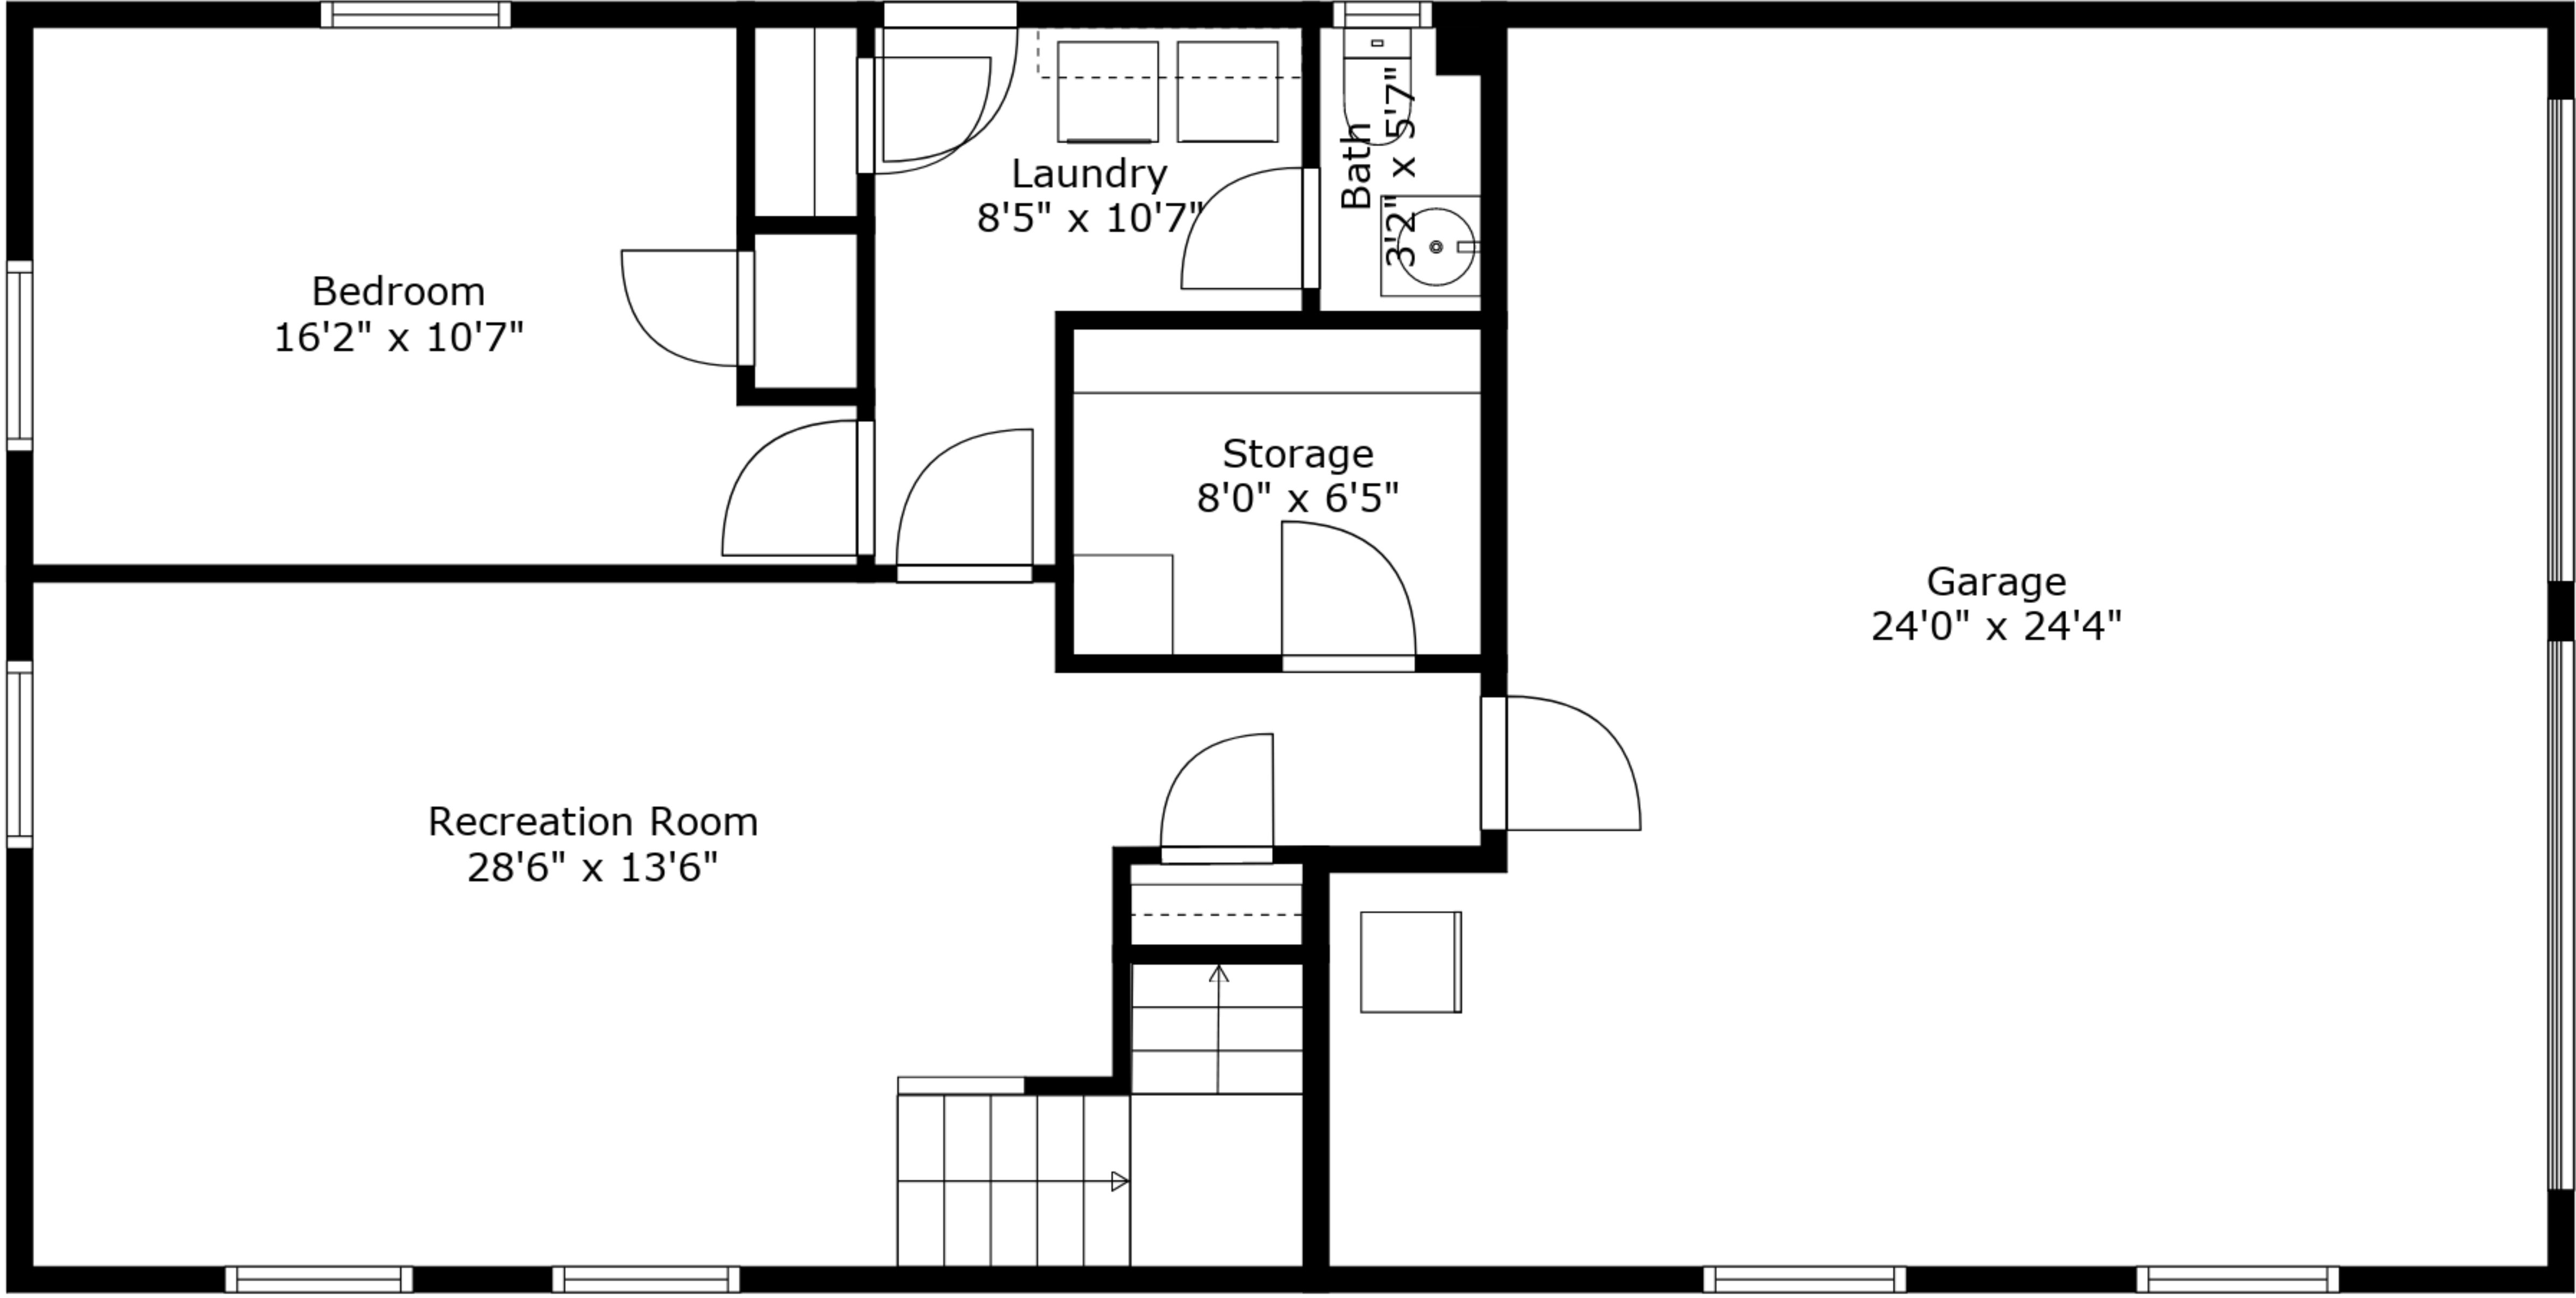 Laundry
8'5" x 10'7"
Bath
3'2" x 5'7"
Bedroom
16'2" x 10'7"
Storage
8'0" x 6'5"
Garage
24'0" x 24'4"
Recreation Room
28'6" x 13'6"